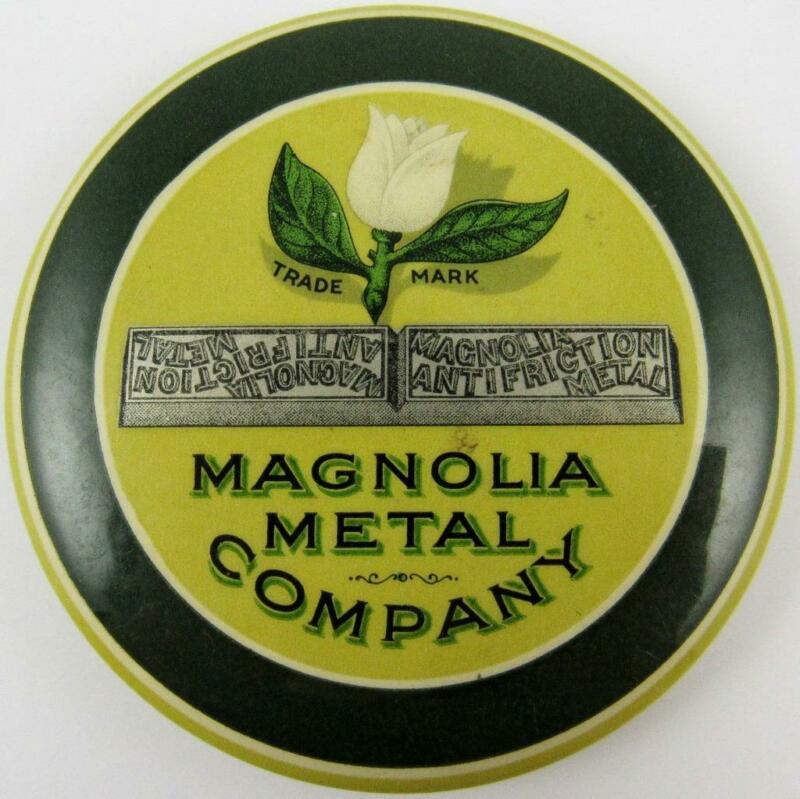 TRADE MARK
MAGNOLIA
ANTIFRICTION
METAL
MAGNOLIA
ANTIFRICTION
METAL
MAGNOLIA
METAL
COMPANY